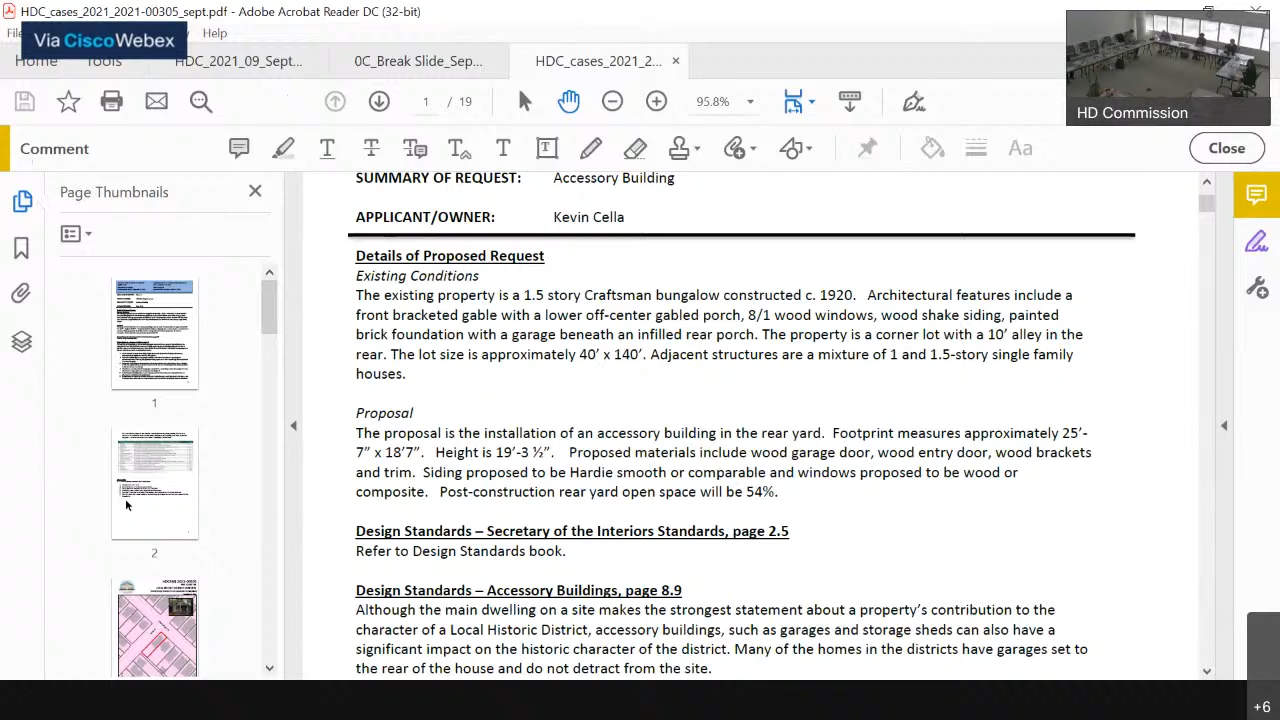 HDC_cases_2021_2021-00305_sept.pdf - Adobe Acrobat Reader DC (32-bit)
Via CiscoWebex
Help
Home
Tools
HDC_2021_09_Sept...
0C_Break Slide_Sep...
HDC_cases_2021_2...
1 / 19
95.8%
HD Commission
Comment
Aa
Close
Page Thumbnails
1
2
SUMMARY OF REQUEST: Accessory Building
APPLICANT/OWNER: Kevin Cella
Details of Proposed Request
Existing Conditions
The existing property is a 1.5 story Craftsman bungalow constructed c. 1920. Architectural features include a
front bracketed gable with a lower off-center gabled porch, 8/1 wood windows, wood shake siding, painted
brick foundation with a garage beneath an infilled rear porch. The property is a corner lot with a 10’ alley in the
rear. The lot size is approximately 40’ x 140’. Adjacent structures are a mixture of 1 and 1.5-story single family
houses.
Proposal
The proposal is the installation of an accessory building in the rear yard. Footprint measures approximately 25’-
7” x 18’7”. Height is 19’-3 ½”. Proposed materials include wood garage door, wood entry door, wood brackets
and trim. Siding proposed to be Hardie smooth or comparable and windows proposed to be wood or
composite. Post-construction rear yard open space will be 54%.
Design Standards – Secretary of the Interiors Standards, page 2.5
Refer to Design Standards book.
Design Standards – Accessory Buildings, page 8.9
Although the main dwelling on a site makes the strongest statement about a property’s contribution to the
character of a Local Historic District, accessory buildings, such as garages and storage sheds can also have a
significant impact on the historic character of the district. Many of the homes in the districts have garages set to
the rear of the house and do not detract from the site.
+6